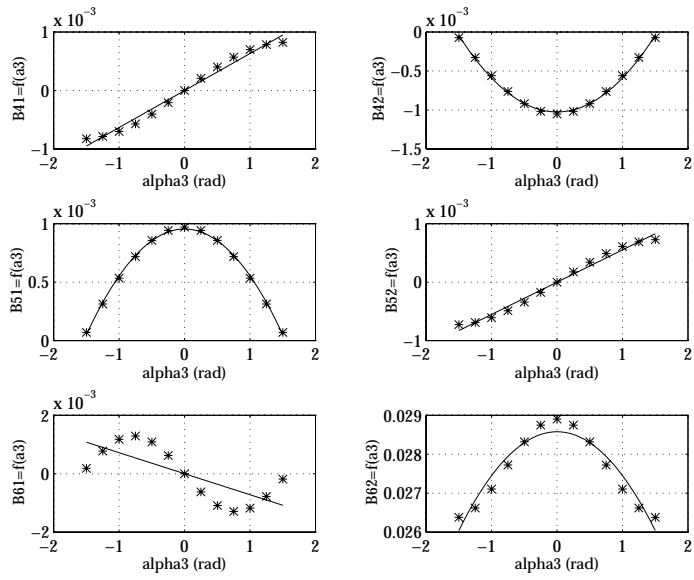 x 10⁻³
1
0
−1
−2
−1
0
1
2
B41=f(a3)
alpha3 (rad)
x 10⁻³
0
−0.5
−1
−1.5
−2
−1
0
1
2
B42=f(a3)
alpha3 (rad)
x 10⁻³
1
0.5
0
−2
−1
0
1
2
B51=f(a3)
alpha3 (rad)
x 10⁻³
1
0
−1
−2
−1
0
1
2
B52=f(a3)
alpha3 (rad)
x 10⁻³
2
0
−2
−2
−1
0
1
2
B61=f(a3)
alpha3 (rad)
0.029
0.028
0.027
0.026
−2
−1
0
1
2
B62=f(a3)
alpha3 (rad)